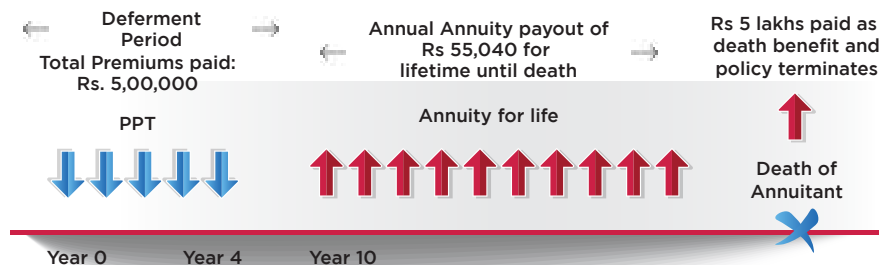 Deferment
Period
Total Premiums paid:
Rs. 5,00,000
PPT
Annual Annuity payout of
Rs 55,040 for
lifetime until death
Annuity for life
Rs 5 lakhs paid as
death benefit and
policy terminates
Death of
Annuitant
Year 0
Year 4
Year 10